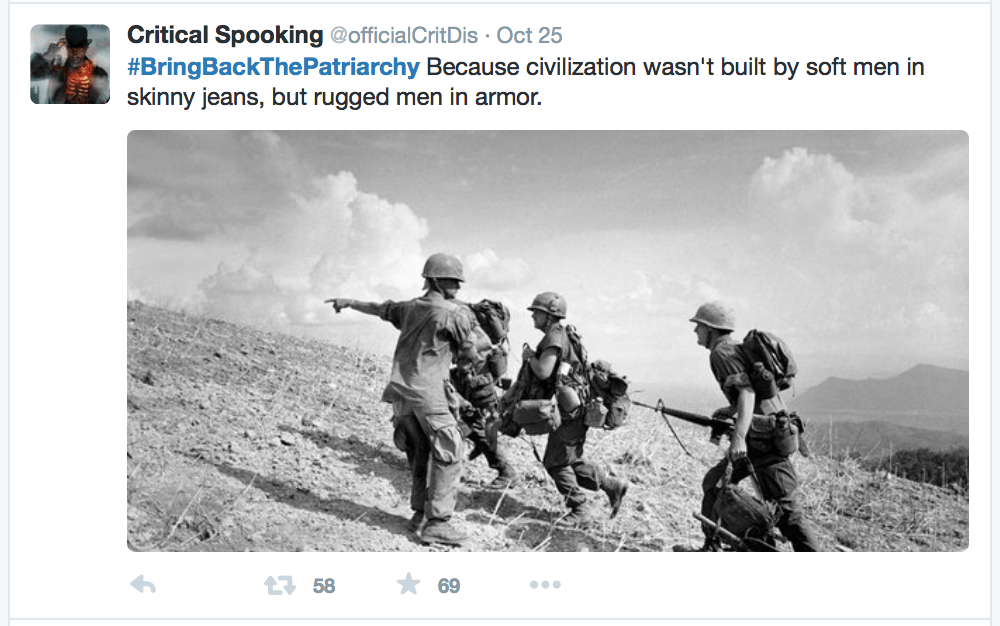 Critical Spooking @officialCritDis · Oct 25
#BringBackThePatriarchy Because civilization wasn't built by soft men in
skinny jeans, but rugged men in armor.
58 69